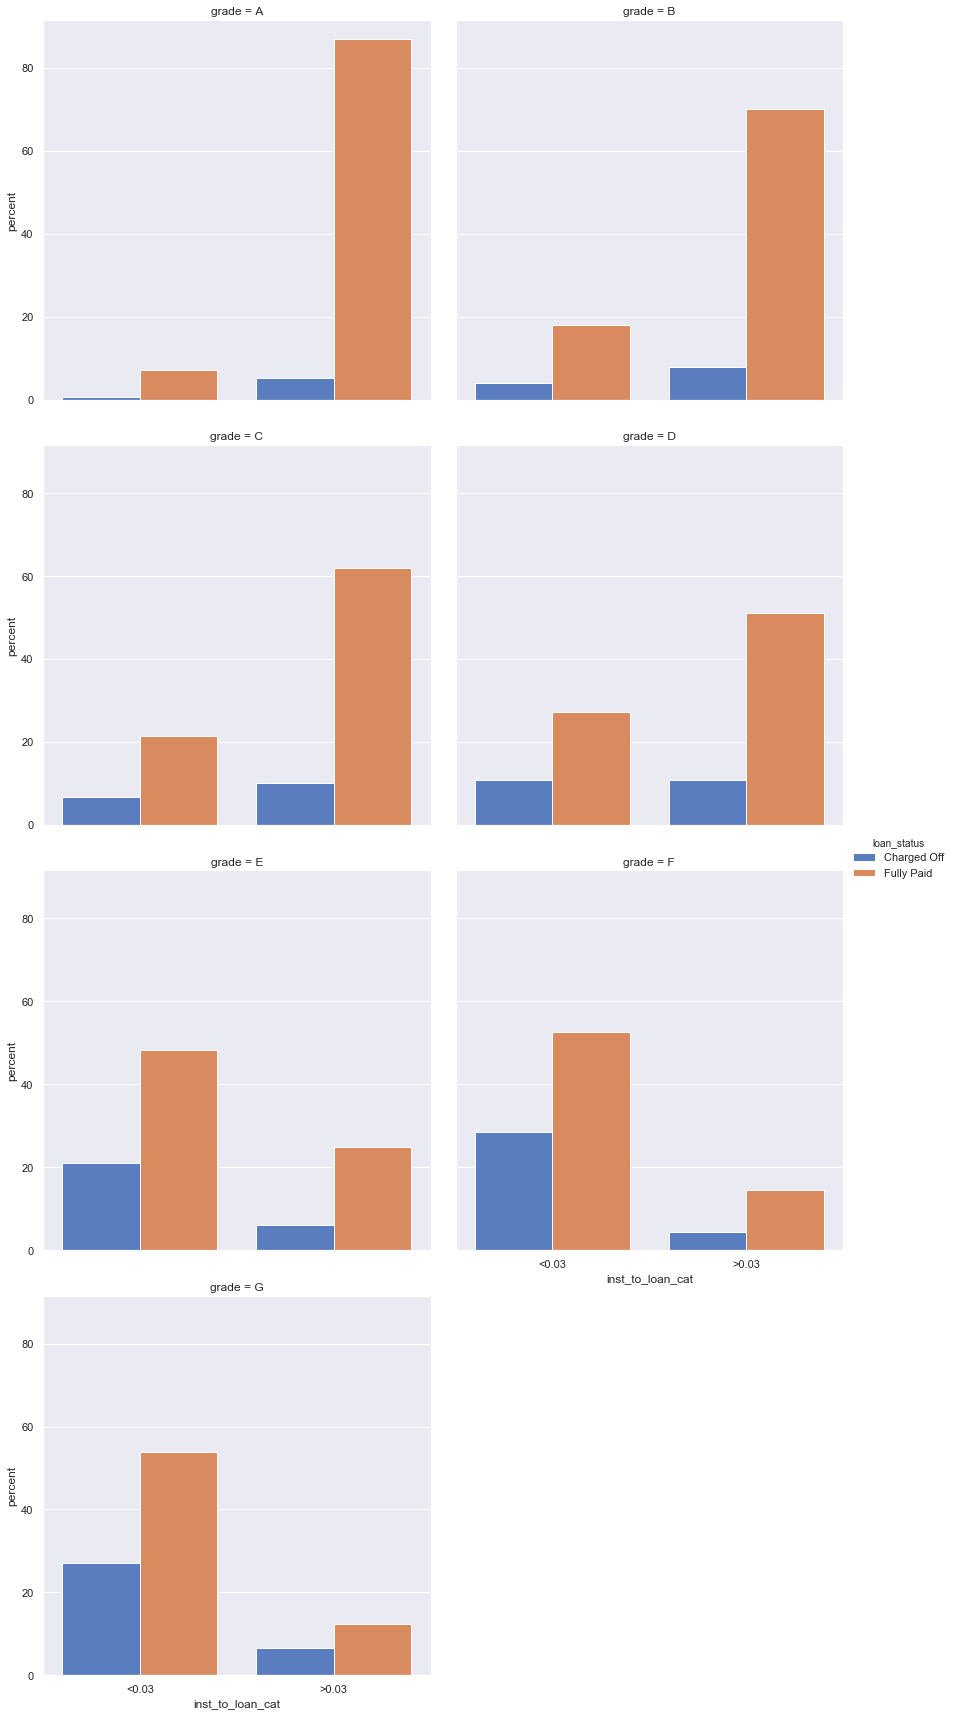 grade = A
grade = B
80
60
40
20
0
percent
grade = C
grade = D
80
60
40
20
0
percent
loan_status
Charged Off
Fully Paid
grade = E
grade = F
80
60
40
20
0
percent
<0.03
>0.03
inst_to_loan_cat
grade = G
80
60
40
20
0
percent
<0.03
>0.03
inst_to_loan_cat